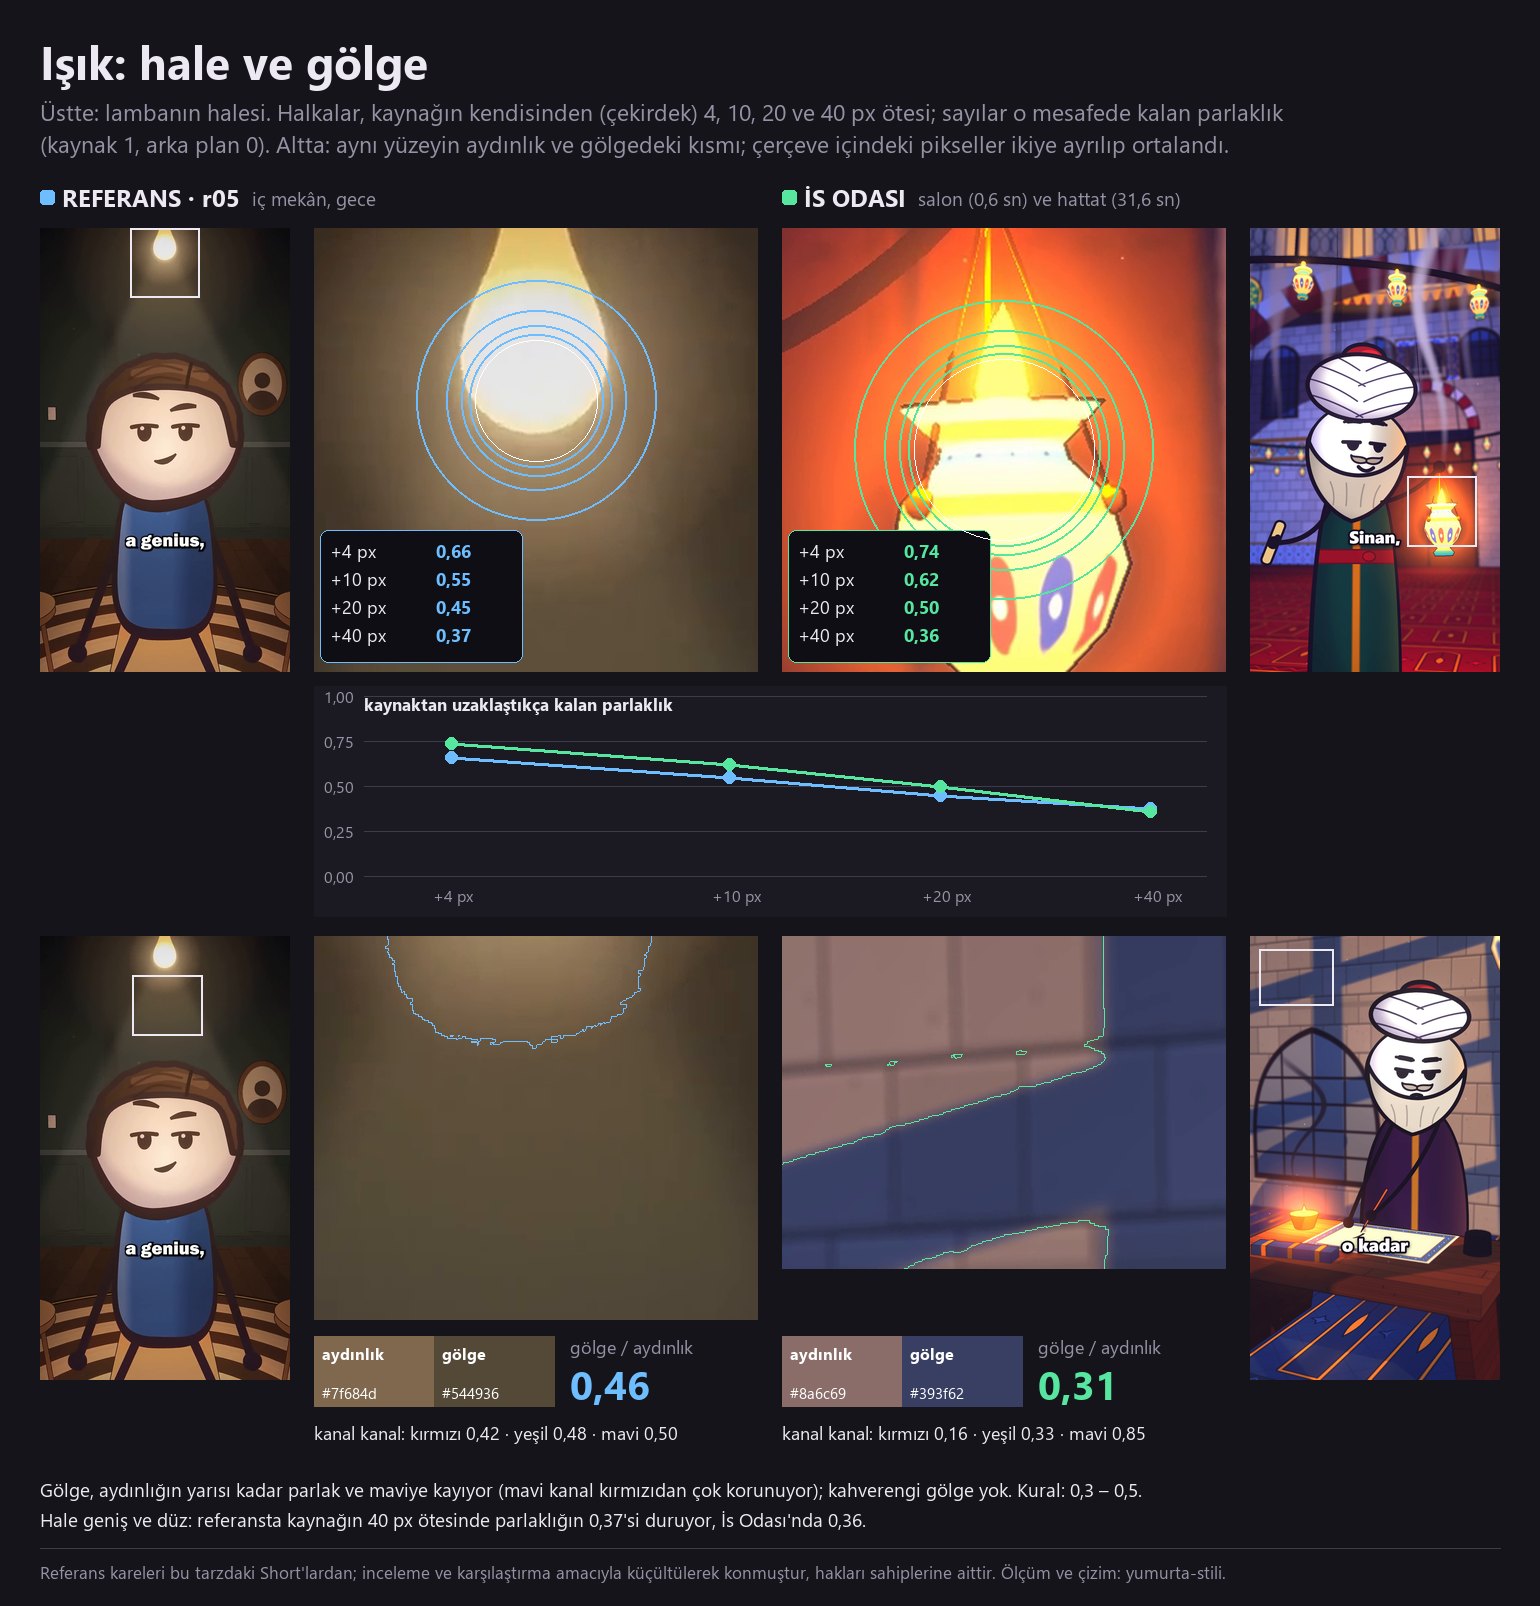 Işık: hale ve gölge
Üstte: lambanın halesi. Halkalar, kaynağın kendisinden (çekirdek) 4, 10, 20 ve 40 px ötesi; sayılar o mesafede kalan parlaklık
(kaynak 1, arka plan 0). Altta: aynı yüzeyin aydınlık ve gölgedeki kısmı; çerçeve içindeki pikseller ikiye ayrılıp ortalandı.
REFERANS · r05 iç mekân, gece
İS ODASI salon (0,6 sn) ve hattat (31,6 sn)
a genius,
+4 px 0,66
+10 px 0,55
+20 px 0,45
+40 px 0,37
+4 px 0,74
+10 px 0,62
+20 px 0,50
+40 px 0,36
Sinan,
kaynaktan uzaklaştıkça kalan parlaklık
1,00
0,75
0,50
0,25
0,00
+4 px +10 px +20 px +40 px
a genius,
o kadar
aydınlık gölge gölge / aydınlık
#7f684d #544936 0,46
kanal kanal: kırmızı 0,42 · yeşil 0,48 · mavi 0,50
aydınlık gölge gölge / aydınlık
#8a6c69 #393f62 0,31
kanal kanal: kırmızı 0,16 · yeşil 0,33 · mavi 0,85
Gölge, aydınlığın yarısı kadar parlak ve maviye kayıyor (mavi kanal kırmızıdan çok korunuyor); kahverengi gölge yok. Kural: 0,3 – 0,5.
Hale geniş ve düz: referansta kaynağın 40 px ötesinde parlaklığın 0,37'si duruyor, İs Odası'nda 0,36.
Referans kareleri bu tarzdaki Short'lardan; inceleme ve karşılaştırma amacıyla küçültülerek konmuştur, hakları sahiplerine aittir. Ölçüm ve çizim: yumurta-stili.